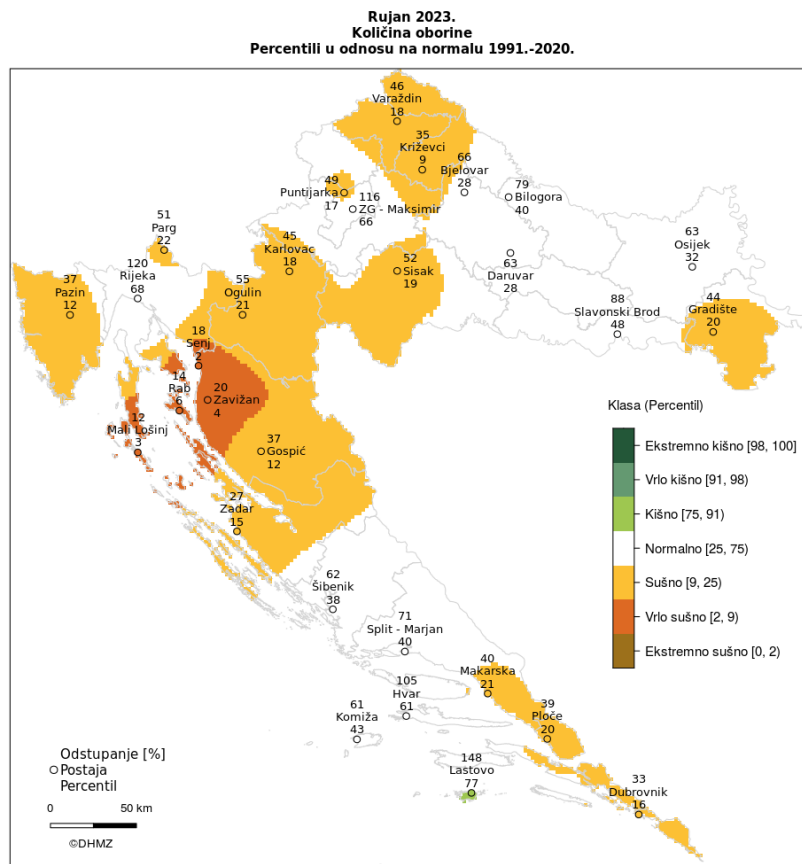 Rujan 2023.
Količina oborine
Percentili u odnosu na normalu 1991.-2020.
46
Varaždin
18
35
Križevci
9
66
Bjelovar
28
49
Puntijarka
17
116
ZG - Maksimir
66
79
Bilogora
40
51
Parg
22
120
Rijeka
68
45
Karlovac
18
52
Sisak
19
63
Daruvar
28
63
Osijek
32
37
Pazin
12
55
Ogulin
21
88
Slavonski Brod
48
44
Gradište
20
18
Senj
2
14
Rab
6
20
Zavižan
4
12
Mali Lošinj
3
37
Gospić
12
27
Zadar
15
62
Šibenik
38
71
Split - Marjan
40
40
Makarska
21
105
Hvar
61
61
Komiža
43
39
Ploče
20
148
Lastovo
77
33
Dubrovnik
16
Klasa (Percentil)
Ekstremno kišno [98, 100]
Vrlo kišno [91, 98)
Kišno [75, 91)
Normalno [25, 75)
Sušno [9, 25)
Vrlo sušno [2, 9)
Ekstremno sušno [0, 2)
Odstupanje [%]
Postaja
Percentil
0 50 km
©DHMZ